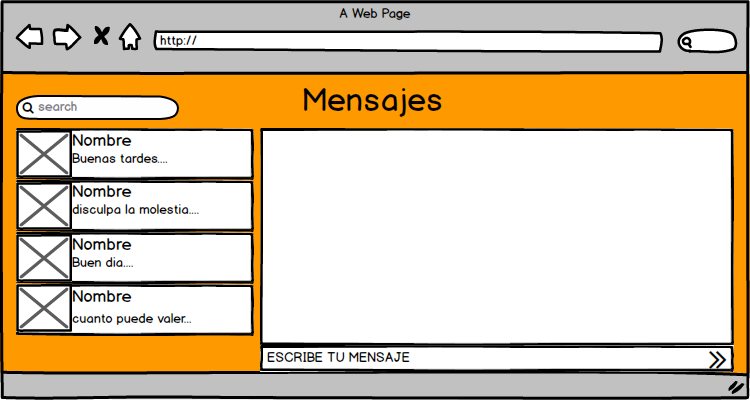 A Web Page
http://
Mensajes
search
Nombre
Buenas tardes....
Nombre
disculpa la molestia....
Nombre
Buen dia....
Nombre
cuanto puede valer...
ESCRIBE TU MENSAJE